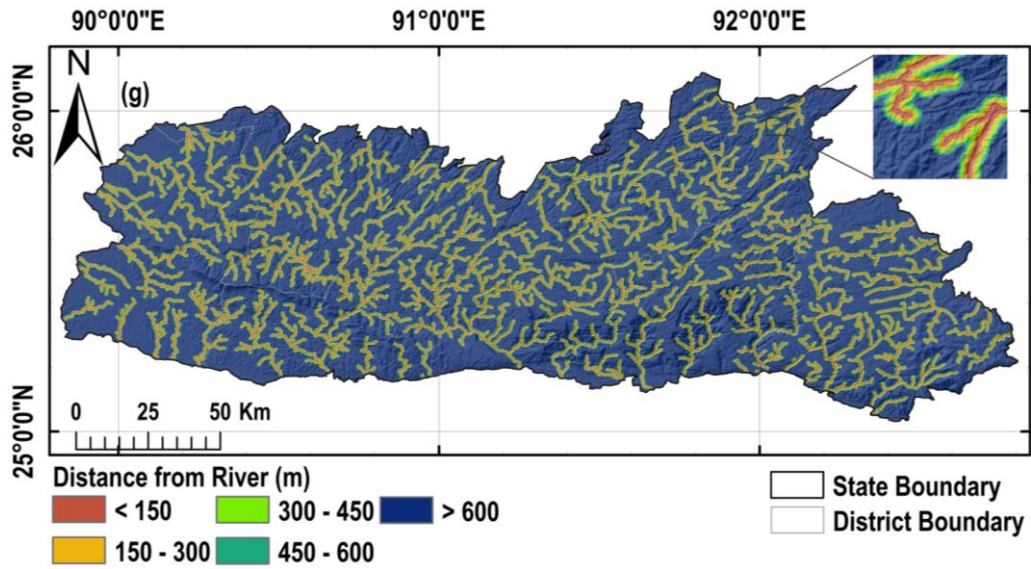 90°0'0"E 91°0'0"E 92°0'0"E
N
(g)
26°0'0"N
25°0'0"N
0 25 50 Km
Distance from River (m)
< 150 300 - 450 > 600
150 - 300 450 - 600
State Boundary
District Boundary